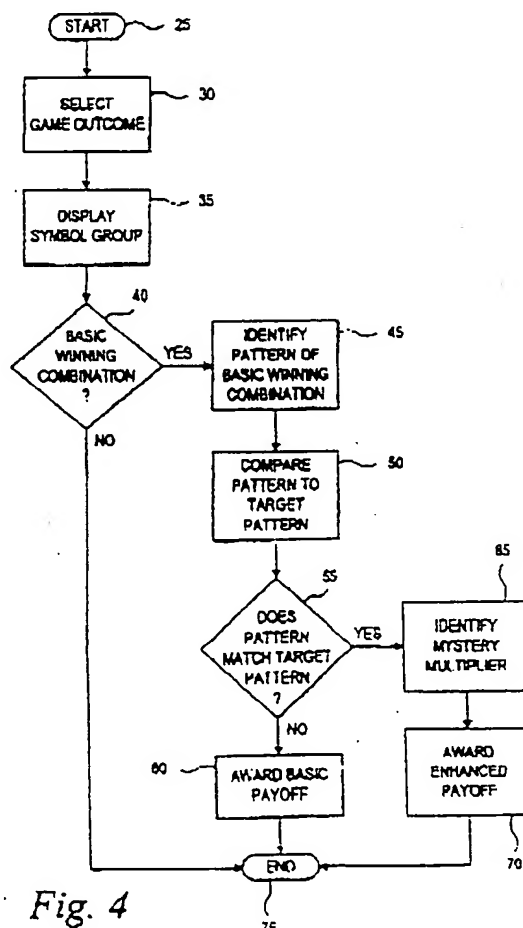 START
25
SELECT
GAME OUTCOME
30
DISPLAY
SYMBOL GROUP
35
BASIC
WINNING
COMBINATION
?
40
YES
NO
IDENTIFY
PATTERN OF
BASIC WINNING
COMBINATION
45
COMPARE
PATTERN TO
TARGET
PATTERN
50
DOES
PATTERN
MATCH TARGET
PATTERN
?
55
YES
NO
IDENTIFY
MYSTERY
MULTIPLIER
65
60
AWARD BASIC
PAYOFF
AWARD
ENHANCED
PAYOFF
70
END
75
Fig. 4